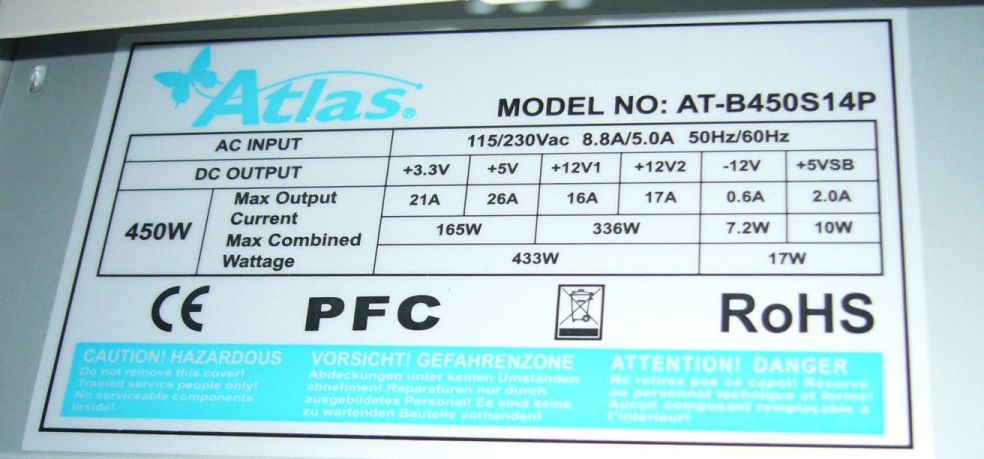 Atlas®
MODEL NO: AT-B450S14P
AC INPUT 115/230Vac 8.8A/5.0A 50Hz/60Hz
DC OUTPUT +3.3V +5V +12V1 +12V2 -12V +5VSB
450W
Max Output
Current
21A 26A 16A 17A 0.6A 2.0A
Max Combined
Wattage
165W 336W 7.2W 10W
433W 17W
CE PFC RoHS
CAUTION! HAZARDOUS
Do not remove this cover!
Trained service people only!
No serviceable components
inside!
VORSICHT! GEFAHRENZONE
Abdeckungen unter keinen Umständen
abnehmen! Reparaturen nur durch
ausgebildetes Personal! Es sind keine
zu wartenden Bauteile vorhanden!
ATTENTION! DANGER
Ne retirez pas ce capot! Reserve
au personnel technique et forme!
Aucun composant remplaçable a
l'interieur!